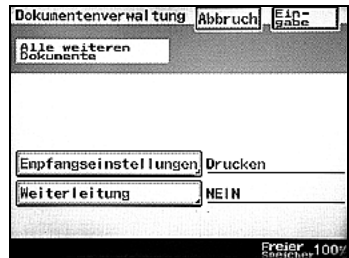 Dokumentenverwaltung Abbruch Ein-
gabe
Alle weiteren
Dokumente
Empfangseinstellungen Drucken
Weiterleitung NEIN
Freier
Speicher 100%